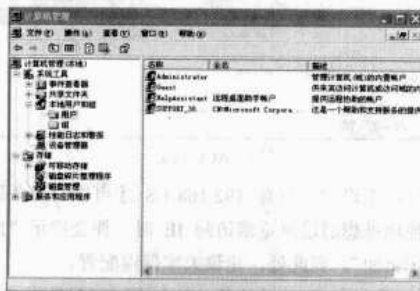 计算机管理
文件(F) 操作(A) 查看(V) 窗口(W) 帮助(H)
计算机管理(本地)
系统工具
事件查看器
共享文件夹
本地用户和组
用户
组
性能日志和警报
设备管理器
存储
可移动存储
磁盘碎片整理程序
磁盘管理
服务和应用程序
名称 全名 描述
Administrator 管理计算机(域)的内置帐户
Guest 供来宾访问计算机或访问域的内
HelpAssistant 远程桌面助手帐户 提供远程协助的帐户
SUPPORT_38... CN=Microsoft Corpora... 这是一个帮助和支持服务的提供